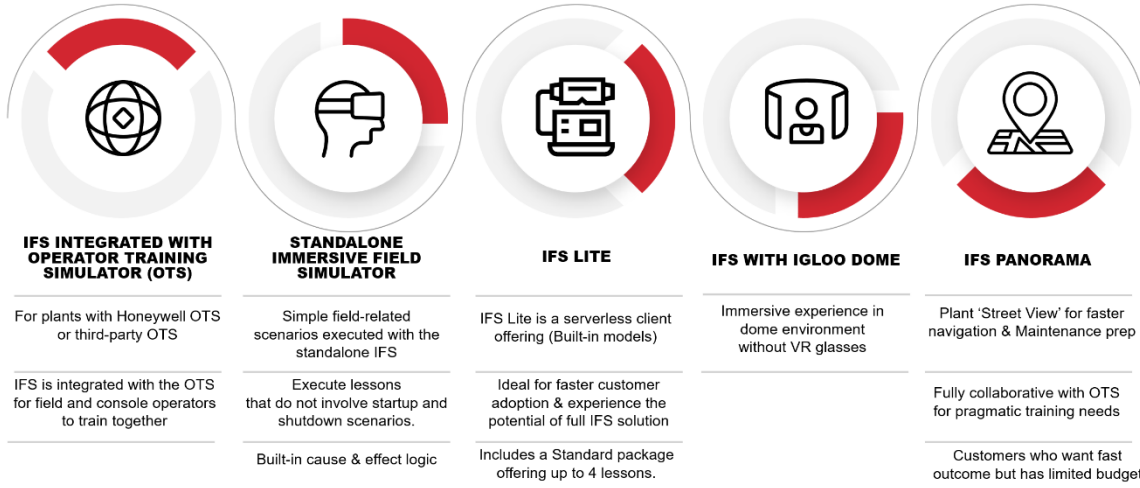 IFS INTEGRATED WITH
OPERATOR TRAINING
SIMULATOR (OTS)
For plants with Honeywell OTS
or third-party OTS
IFS is integrated with the OTS
for field and console operators
to train together
STANDALONE
IMMERSIVE FIELD
SIMULATOR
Simple field-related
scenarios executed with the
standalone IFS
Execute lessons
that do not involve startup and
shutdown scenarios.
Built-in cause & effect logic
IFS LITE
IFS Lite is a serverless client
offering (Built-in models)
Ideal for faster customer
adoption & experience the
potential of full IFS solution
Includes a Standard package
offering up to 4 lessons.
IFS WITH IGLOO DOME
Immersive experience in
dome environment
without VR glasses
IFS PANORAMA
Plant ‘Street View’ for faster
navigation & Maintenance prep
Fully collaborative with OTS
for pragmatic training needs
Customers who want fast
outcome but has limited budget